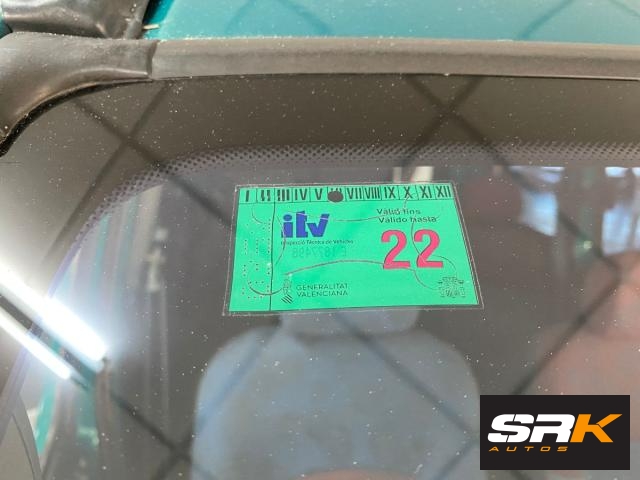 I II III IV V VII VIII IX X XI XII
itv
Inspecció Tècnica de Vehicles
Vàlid fins
Válido hasta
22
GENERALITAT
VALENCIANA
SRK
AUTOS